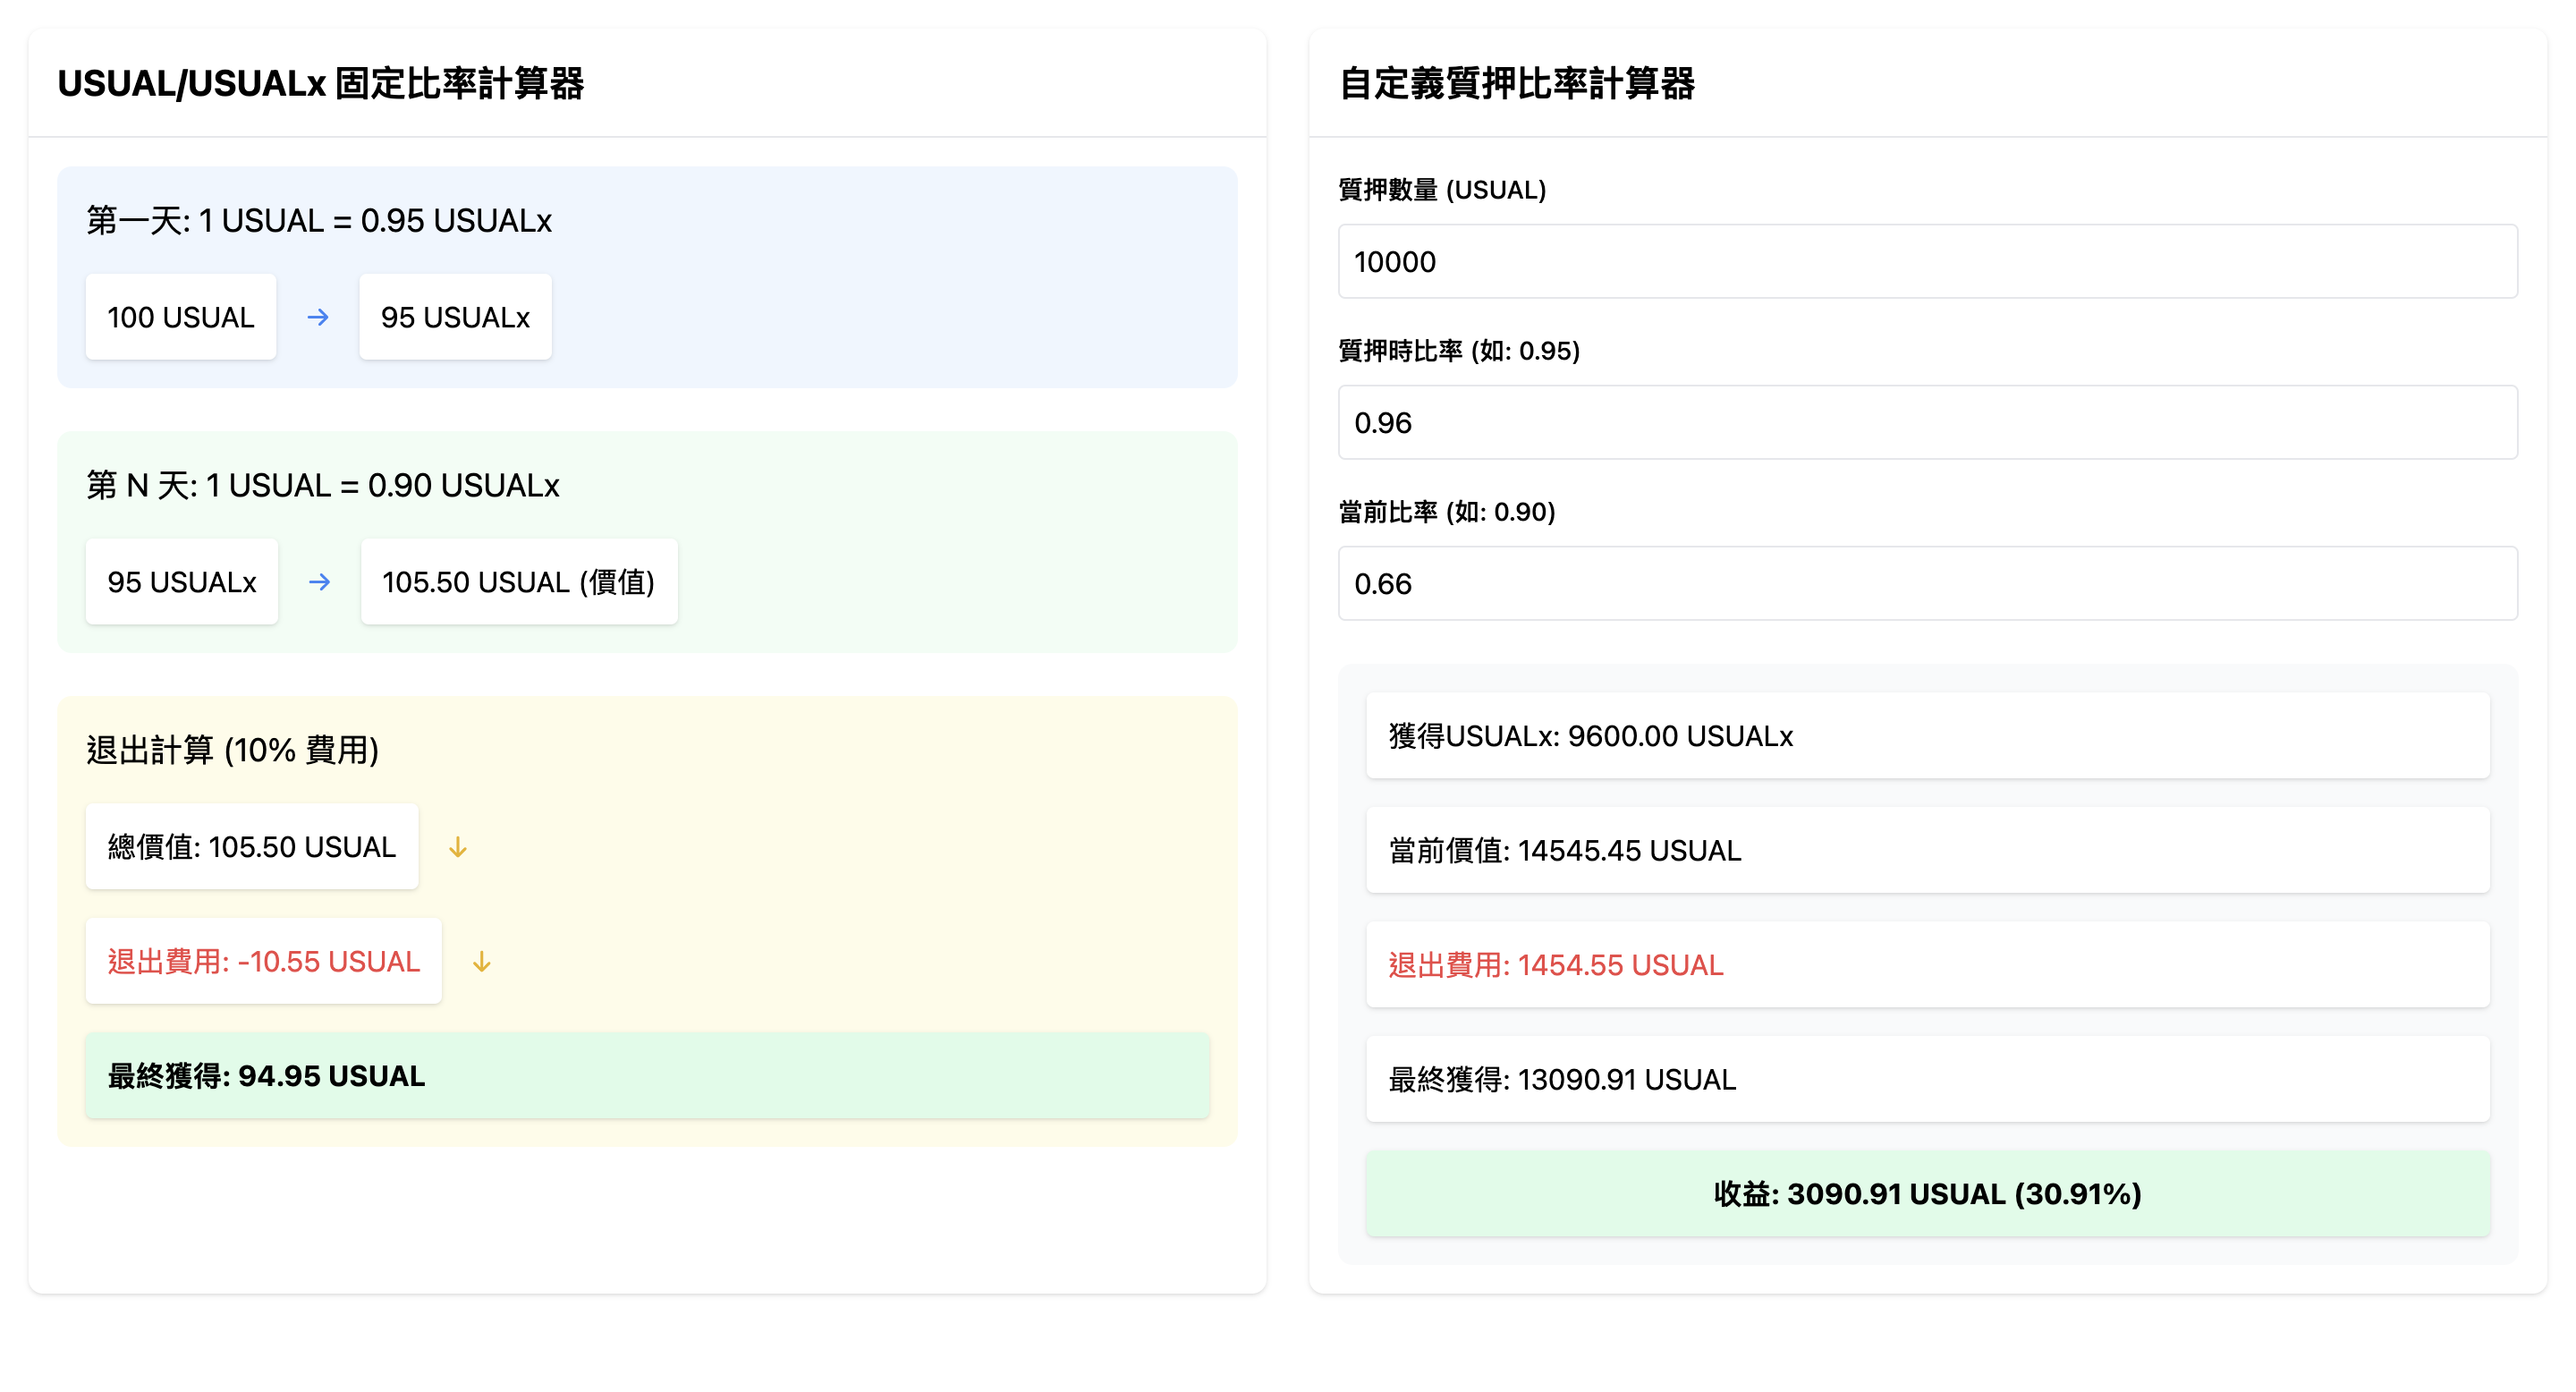 USUAL/USUALx 固定比率計算器
第一天: 1 USUAL = 0.95 USUALx
100 USUAL → 95 USUALx
第 N 天: 1 USUAL = 0.90 USUALx
95 USUALx → 105.50 USUAL (價值)
退出計算 (10% 費用)
總價值: 105.50 USUAL ↓
退出費用: -10.55 USUAL ↓
最終獲得: 94.95 USUAL
自定義質押比率計算器
質押數量 (USUAL)
10000
質押時比率 (如: 0.95)
0.96
當前比率 (如: 0.90)
0.66
獲得USUALx: 9600.00 USUALx
當前價值: 14545.45 USUAL
退出費用: 1454.55 USUAL
最終獲得: 13090.91 USUAL
收益: 3090.91 USUAL (30.91%)